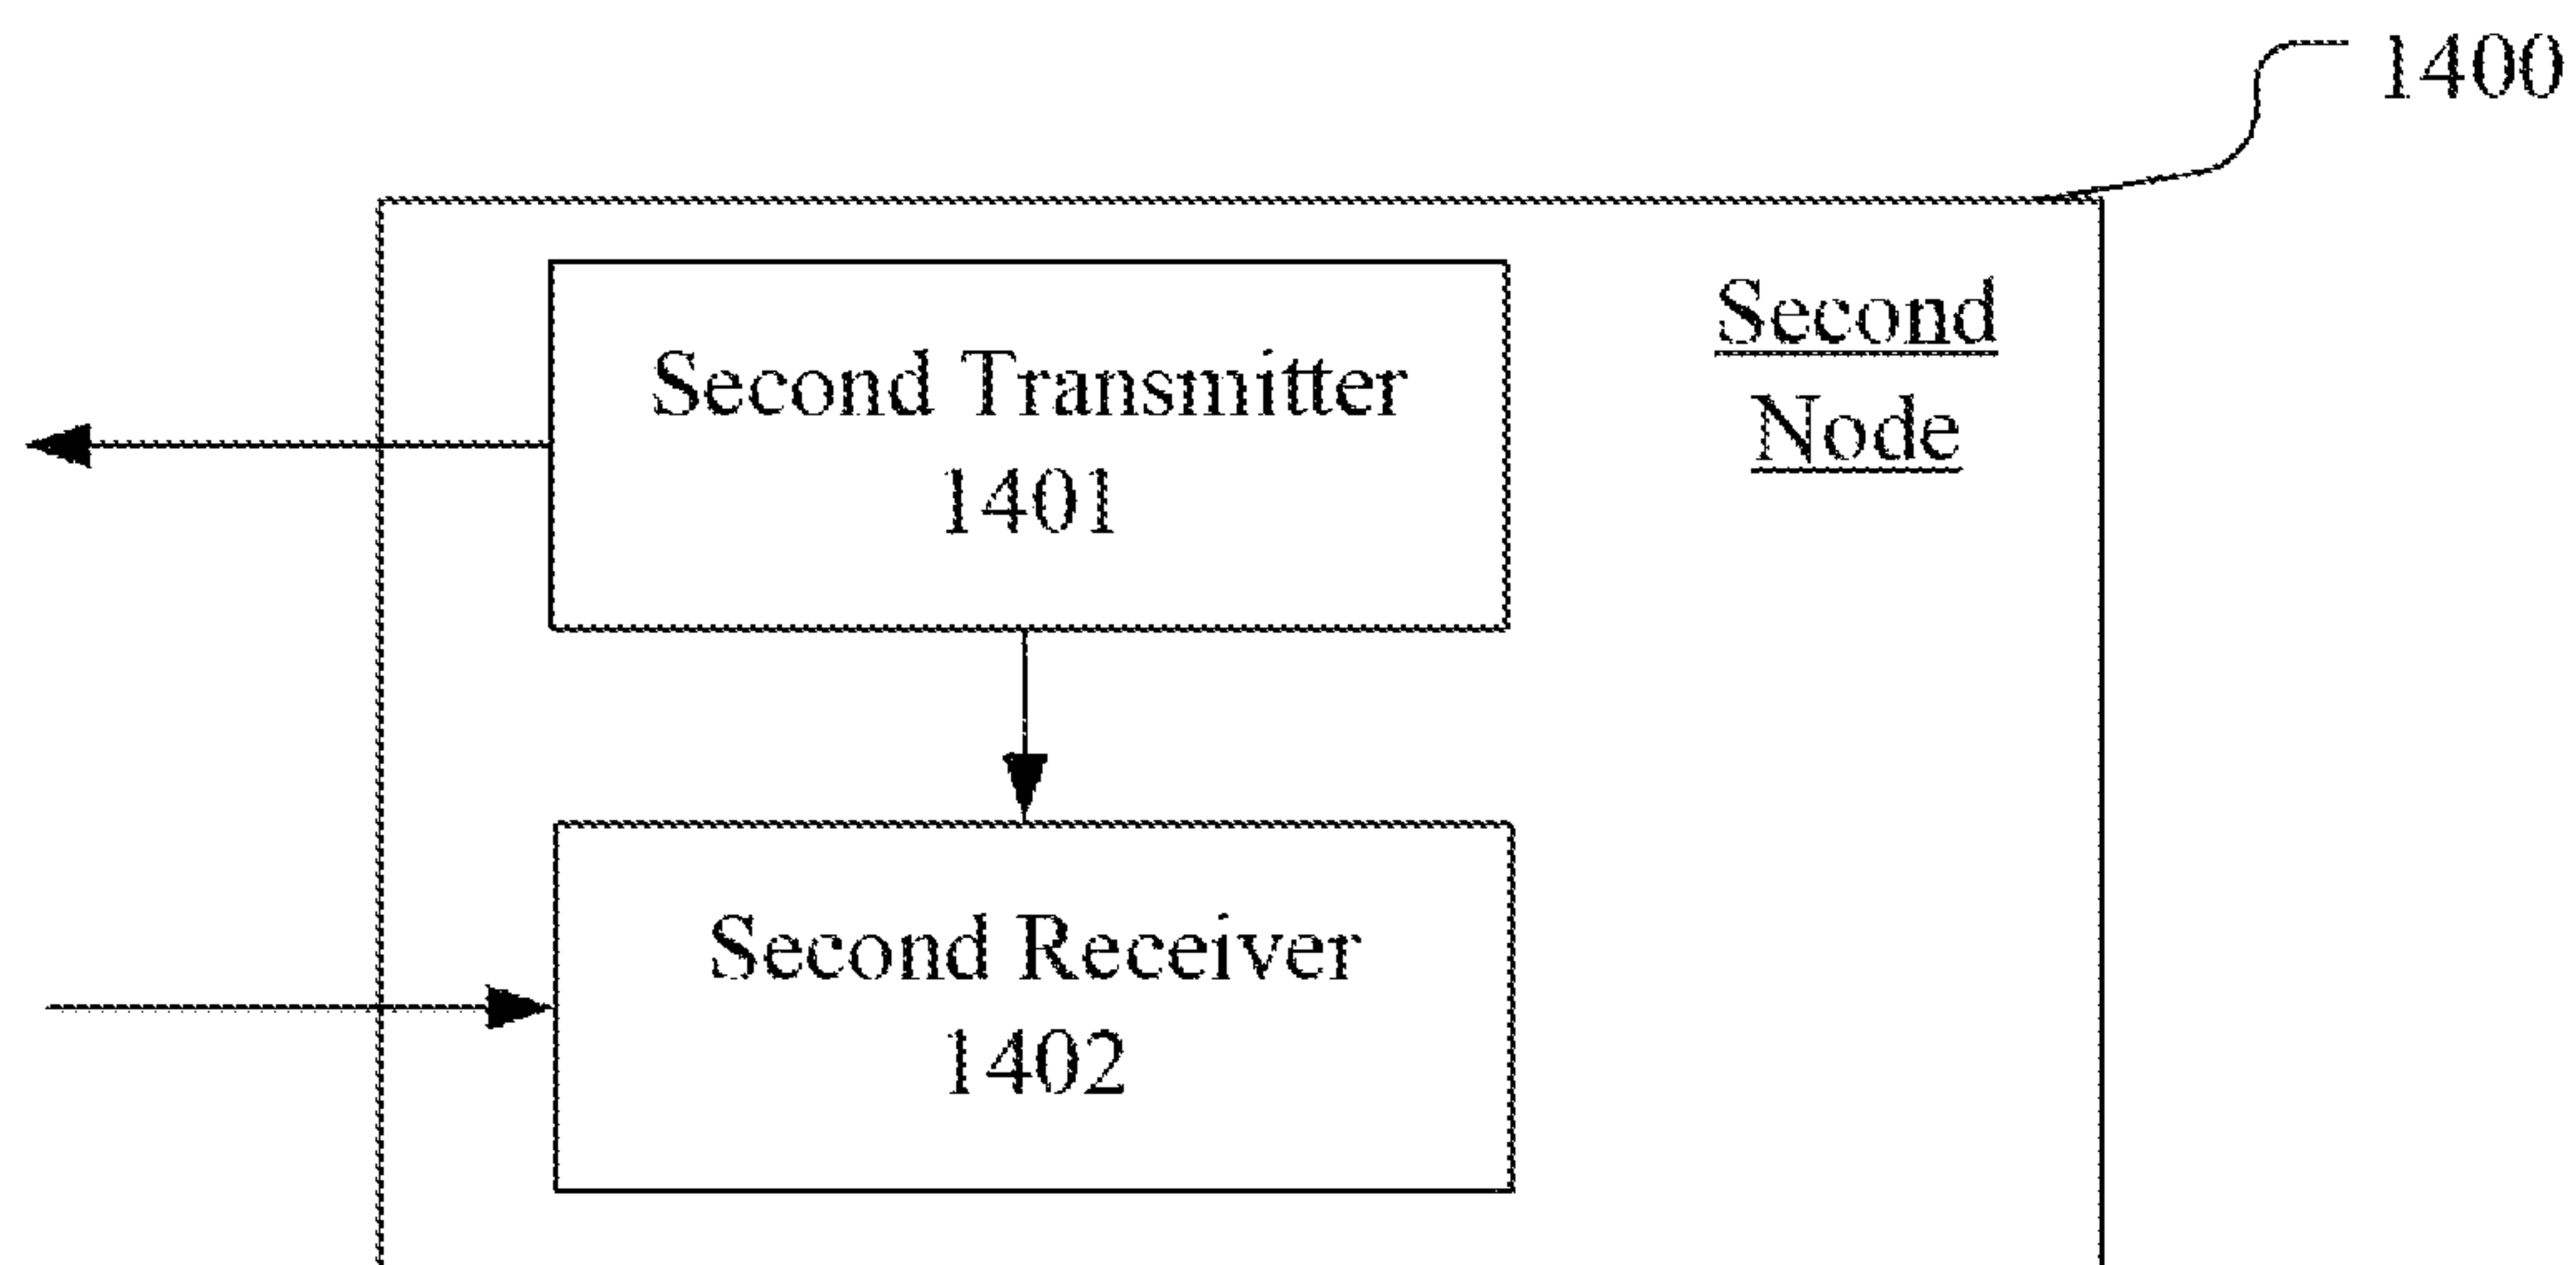 1400
Second
Node
Second Transmitter
1401
Second Receiver
1402